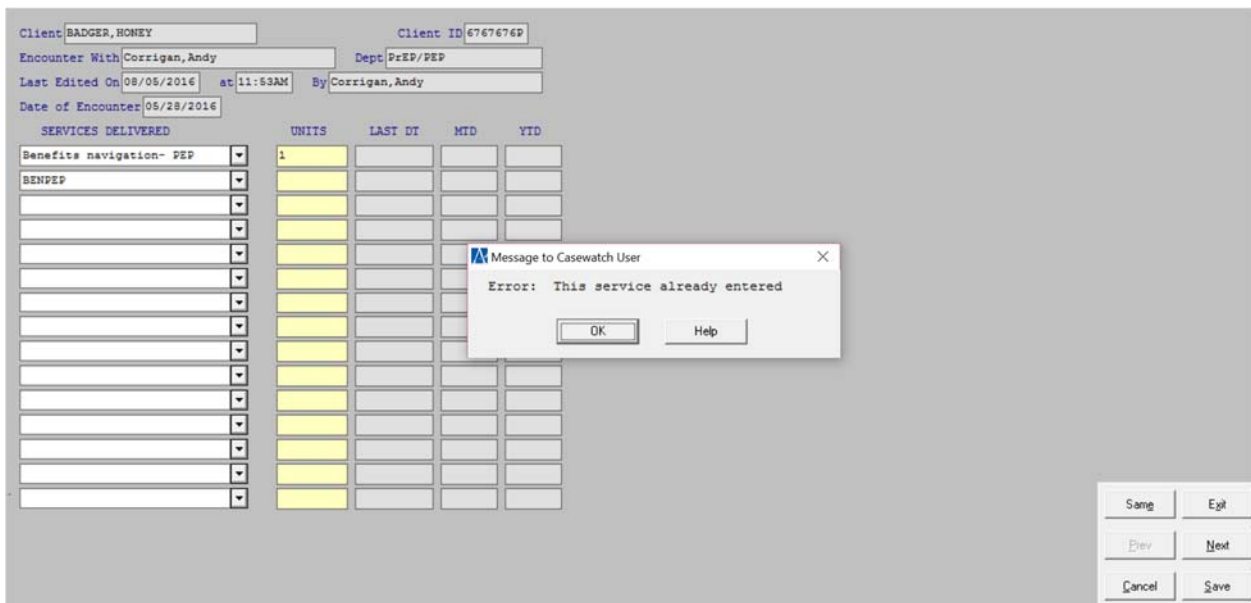 Client BADGER, HONEY Client ID 6767676P
Encounter With Corrigan, Andy Dept PrEP/PEP
Last Edited On 08/05/2016 at 11:53AM By Corrigan, Andy
Date of Encounter 05/28/2016
SERVICES DELIVERED UNITS LAST DT MTD YTD
Benefits navigation- PEP 1
BENPEP
Message to Casewatch User
Error: This service already entered
OK Help
Same Exit
Prev Next
Cancel Save